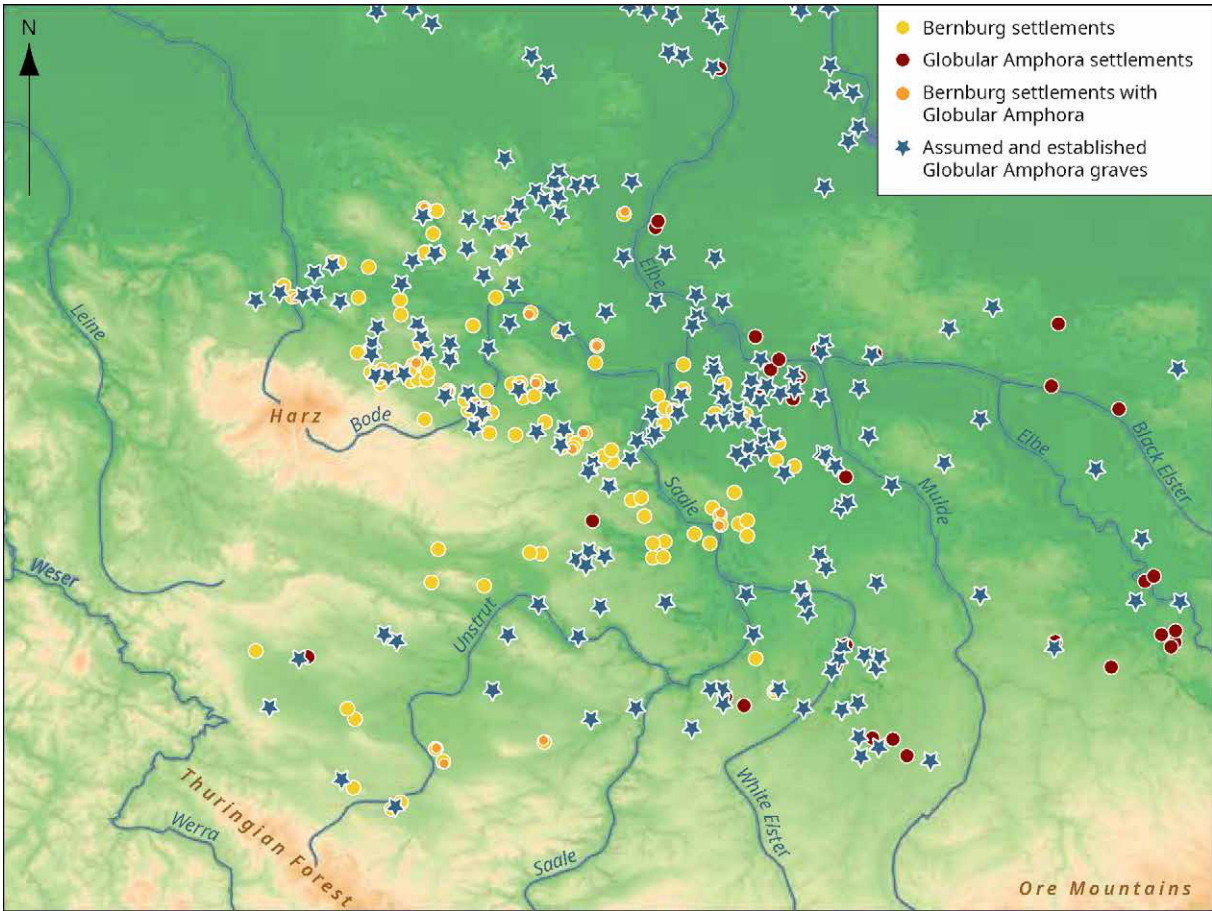 N
Bernburg settlements
Globular Amphora settlements
Bernburg settlements with
Globular Amphora
Assumed and established
Globular Amphora graves
Leine
Elbe
Harz
Bode
Saale
Mulde
Elbe
Black Elster
Weser
Unstrut
Thuringian Forest
Werra
Saale
White Elster
Ore Mountains